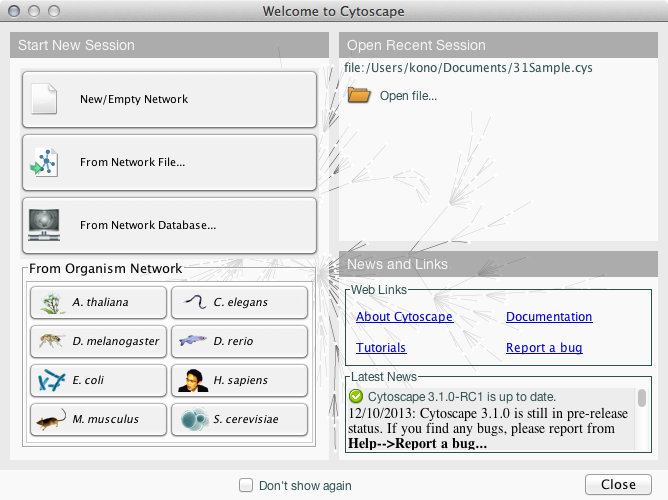 Welcome to Cytoscape
Start New Session
New/Empty Network
From Network File...
From Network Database...
From Organism Network
A. thaliana
C. elegans
D. melanogaster
D. rerio
E. coli
H. sapiens
M. musculus
S. cerevisiae
Open Recent Session
file:/Users/kono/Documents/31Sample.cys
Open file...
News and Links
Web Links
About Cytoscape
Documentation
Tutorials
Report a bug
Latest News
Cytoscape 3.1.0-RC1 is up to date.
12/10/2013: Cytoscape 3.1.0 is still in pre-release
status. If you find any bugs, please report from
Help-->Report a bug...
Don't show again
Close